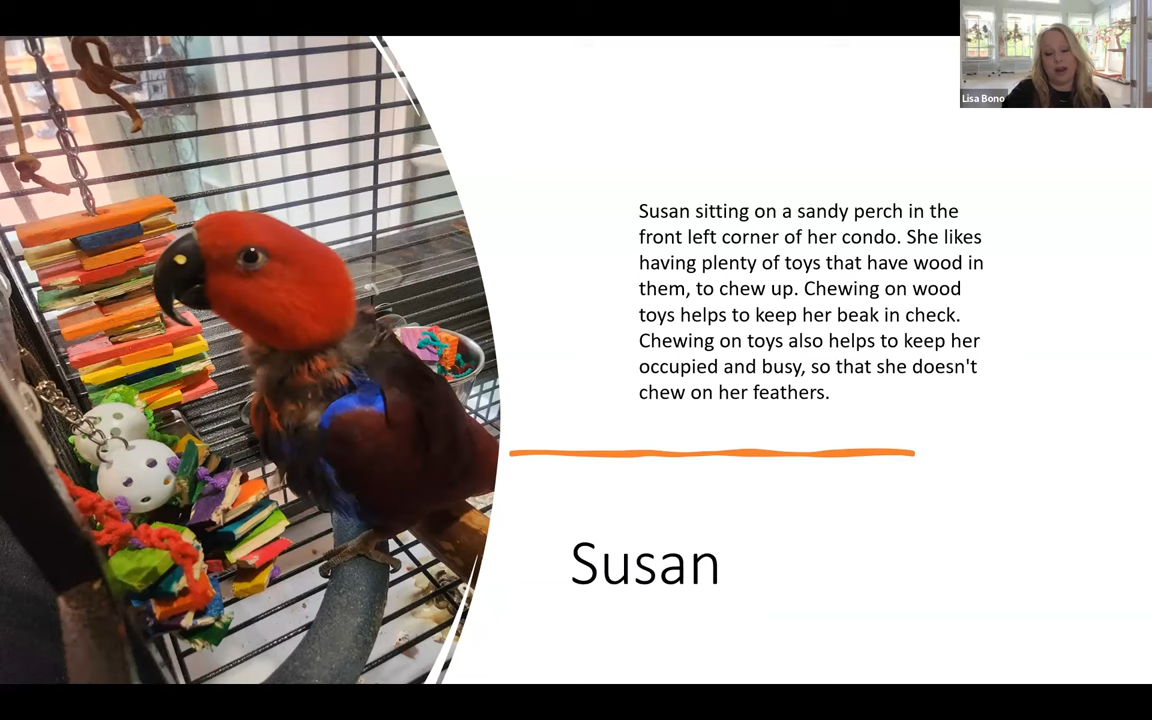 Lisa Bono
Susan sitting on a sandy perch in the
front left corner of her condo. She likes
having plenty of toys that have wood in
them, to chew up. Chewing on wood
toys helps to keep her beak in check.
Chewing on toys also helps to keep her
occupied and busy, so that she doesn't
chew on her feathers.
Susan